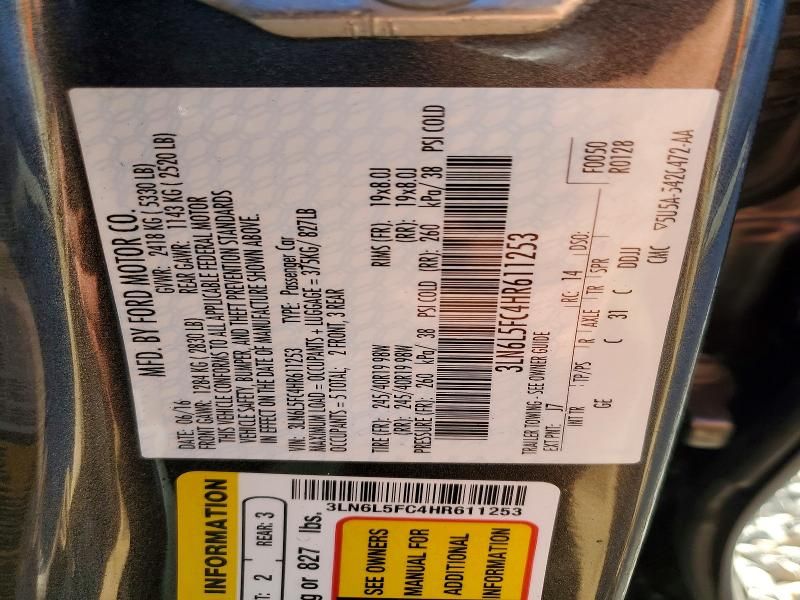 MFD. BY FORD MOTOR CO.
DATE: 06/16 GVWR: 2418 KG ( 5330 LB)
FRONT GAWR: 1284 KG ( 2830 LB) REAR GAWR: 1143 KG ( 2520 LB)
THIS VEHICLE CONFORMS TO ALL APPLICABLE FEDERAL MOTOR
VEHICLE SAFETY, BUMPER, AND THEFT PREVENTION STANDARDS
IN EFFECT ON THE DATE OF MANUFACTURE SHOWN ABOVE.
VIN: 3LN6L5FC4HR611253 TYPE: Passenger Car
MAXIMUM LOAD = OCCUPANTS + LUGGAGE = 375KG/ 827LB
OCCUPANTS = 5 TOTAL; 2 FRONT, 3 REAR
TIRE (FR): 245/40R19 98W RIMS (FR): 19x8.0J
(RR): 245/40R19 98W (RR): 19x8.0J
PRESSURE (FR): 260 kPa/ 38 PSI COLD (RR): 260 kPa/ 38 PSI COLD
3LN6L5FC4HR611253
TRAILER TOWING - SEE OWNER GUIDE
EXT PNT: J7 RC: 14 DSO: F0050
R0128
INT TR TP/PS R AXLE TR SPR
GE C 31 C DDJJ
CMC 5U5A-5420472-AA
INFORMATION
2 REAR: 3
or 827 lbs.
3LN6L5FC4HR611253
SEE OWNERS
MANUAL FOR
ADDITIONAL
INFORMATION